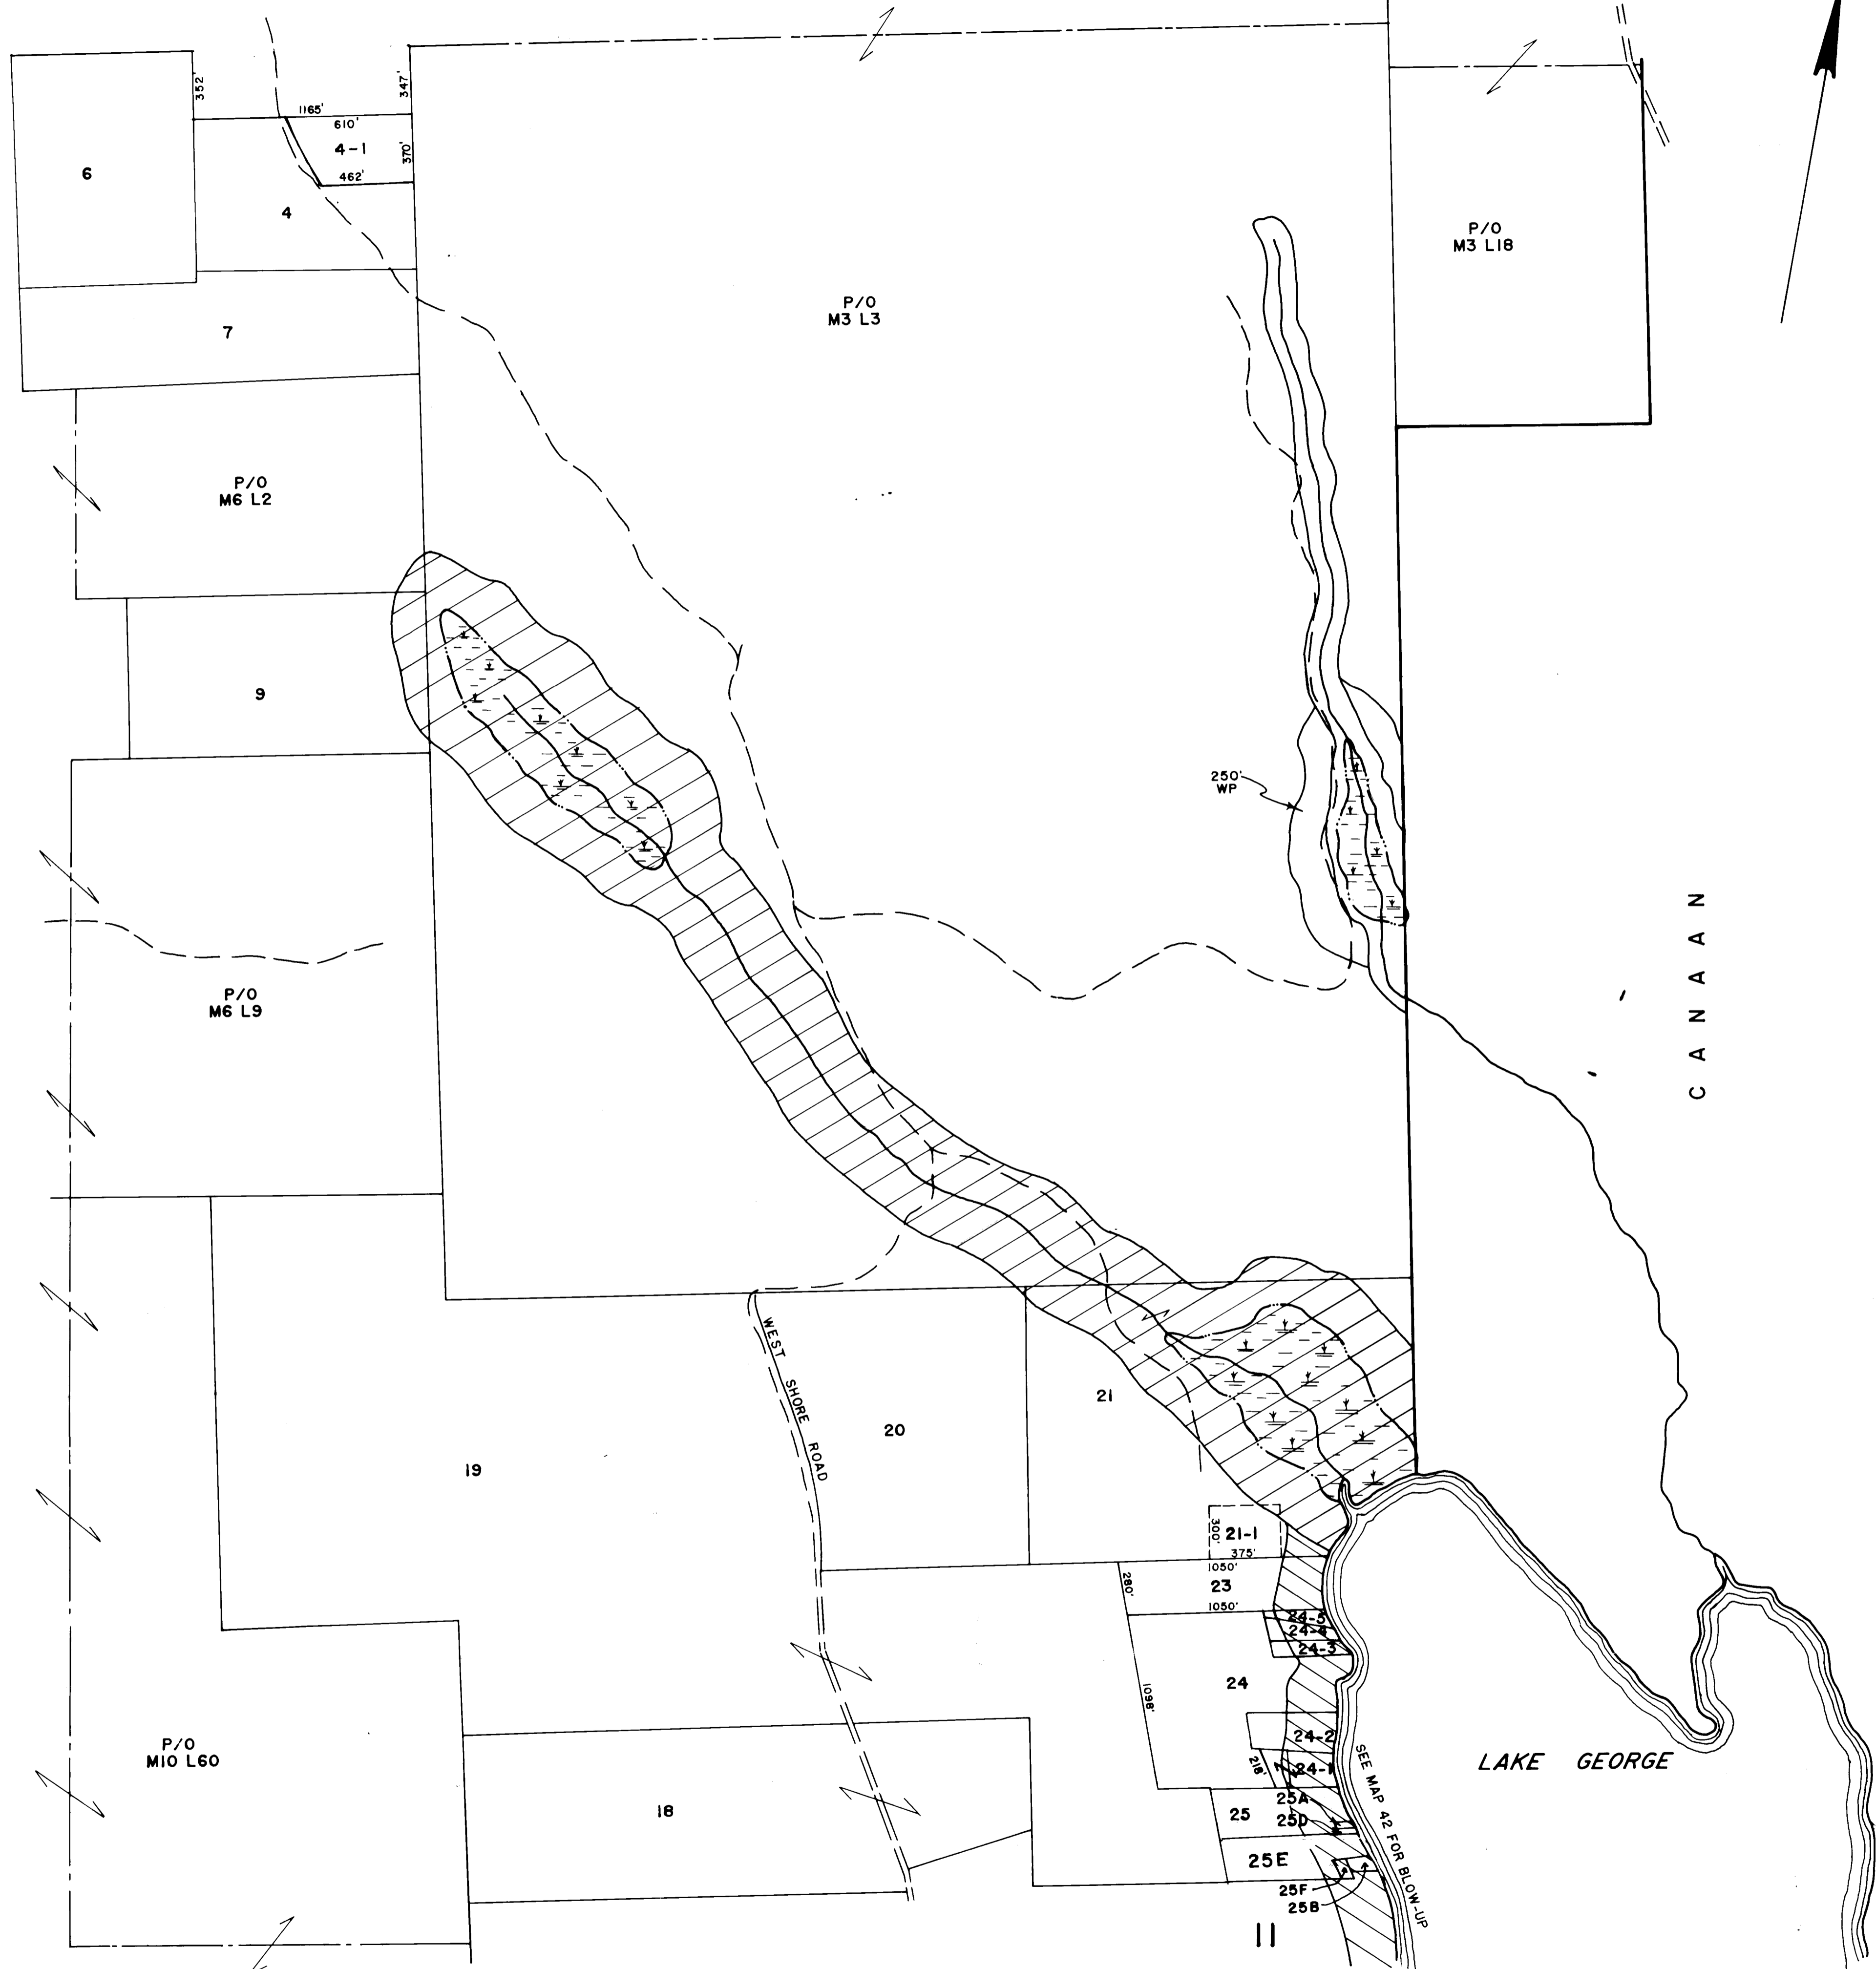 352'
347'
1165'
610'
4-1
370'
462'
6
4
7
P/O
M3 L3
P/O
M3 L18
P/O
M6 L2
9
250'
WP
P/O
M6 L9
CANAAN
WEST SHORE ROAD
19
20
21
300'
21-1
375'
1050'
280'
23
1050'
24-5
24-4
24-3
24
1098'
24-2
218'
24-1
25A
25
25D
25E
25F
25B
SEE MAP 42 FOR BLOW-UP
LAKE GEORGE
P/O
M10 L60
18
11